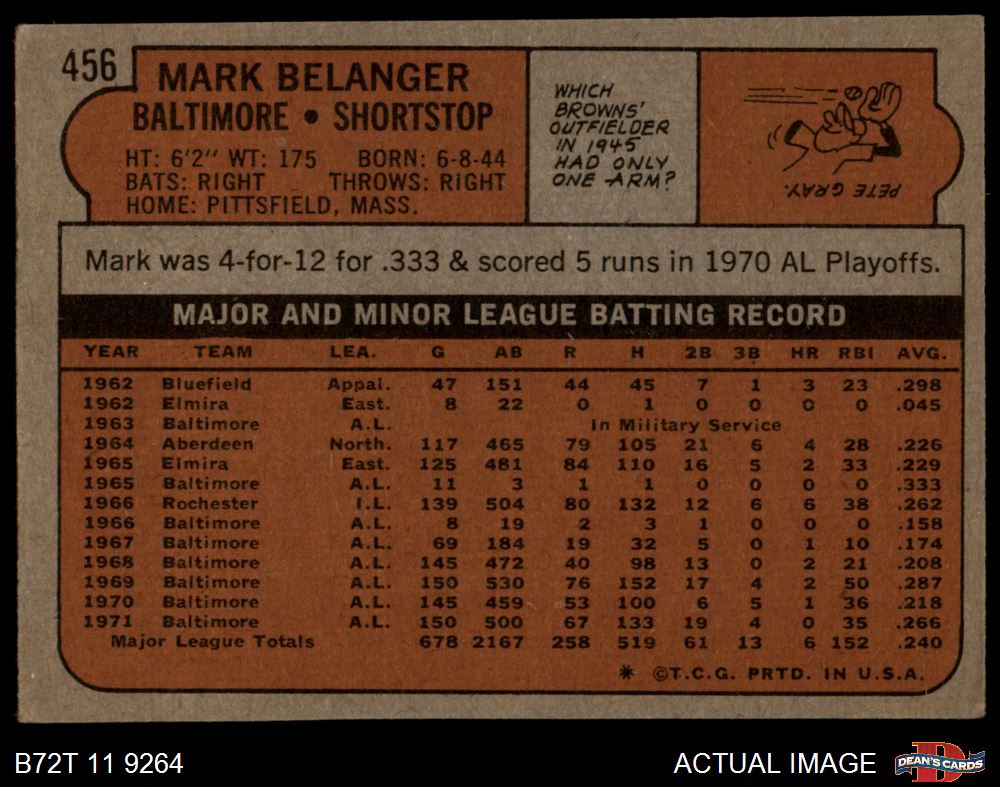 456
MARK BELANGER
BALTIMORE • SHORTSTOP
HT: 6'2" WT: 175 BORN: 6-8-44
BATS: RIGHT THROWS: RIGHT
HOME: PITTSFIELD, MASS.
WHICH
BROWNS'
OUTFIELDER
IN 1945
HAD ONLY
ONE ARM?
PETE GRAY.
Mark was 4-for-12 for .333 & scored 5 runs in 1970 AL Playoffs.
MAJOR AND MINOR LEAGUE BATTING RECORD
YEAR TEAM LEA. G AB R H 2B 3B HR RBI AVG.
1962 Bluefield Appal. 47 151 44 45 7 1 3 23 .298
1962 Elmira East. 8 22 0 1 0 0 0 0 .045
1963 Baltimore A.L. In Military Service
1964 Aberdeen North. 117 465 79 105 21 6 4 28 .226
1965 Elmira East. 125 481 84 110 16 5 2 33 .229
1965 Baltimore A.L. 11 3 1 1 0 0 0 0 .333
1966 Rochester I.L. 139 504 80 132 12 6 6 38 .262
1966 Baltimore A.L. 8 19 2 3 1 0 0 0 .158
1967 Baltimore A.L. 69 184 19 32 5 0 1 10 .174
1968 Baltimore A.L. 145 472 40 98 13 0 2 21 .208
1969 Baltimore A.L. 150 530 76 152 17 4 2 50 .287
1970 Baltimore A.L. 145 459 53 100 6 5 1 36 .218
1971 Baltimore A.L. 150 500 67 133 19 4 0 35 .266
Major League Totals 678 2167 258 519 61 13 6 152 .240
* ©T.C.G. PRTD. IN U.S.A.
B72T 11 9264
ACTUAL IMAGE
DEAN'S CARDS